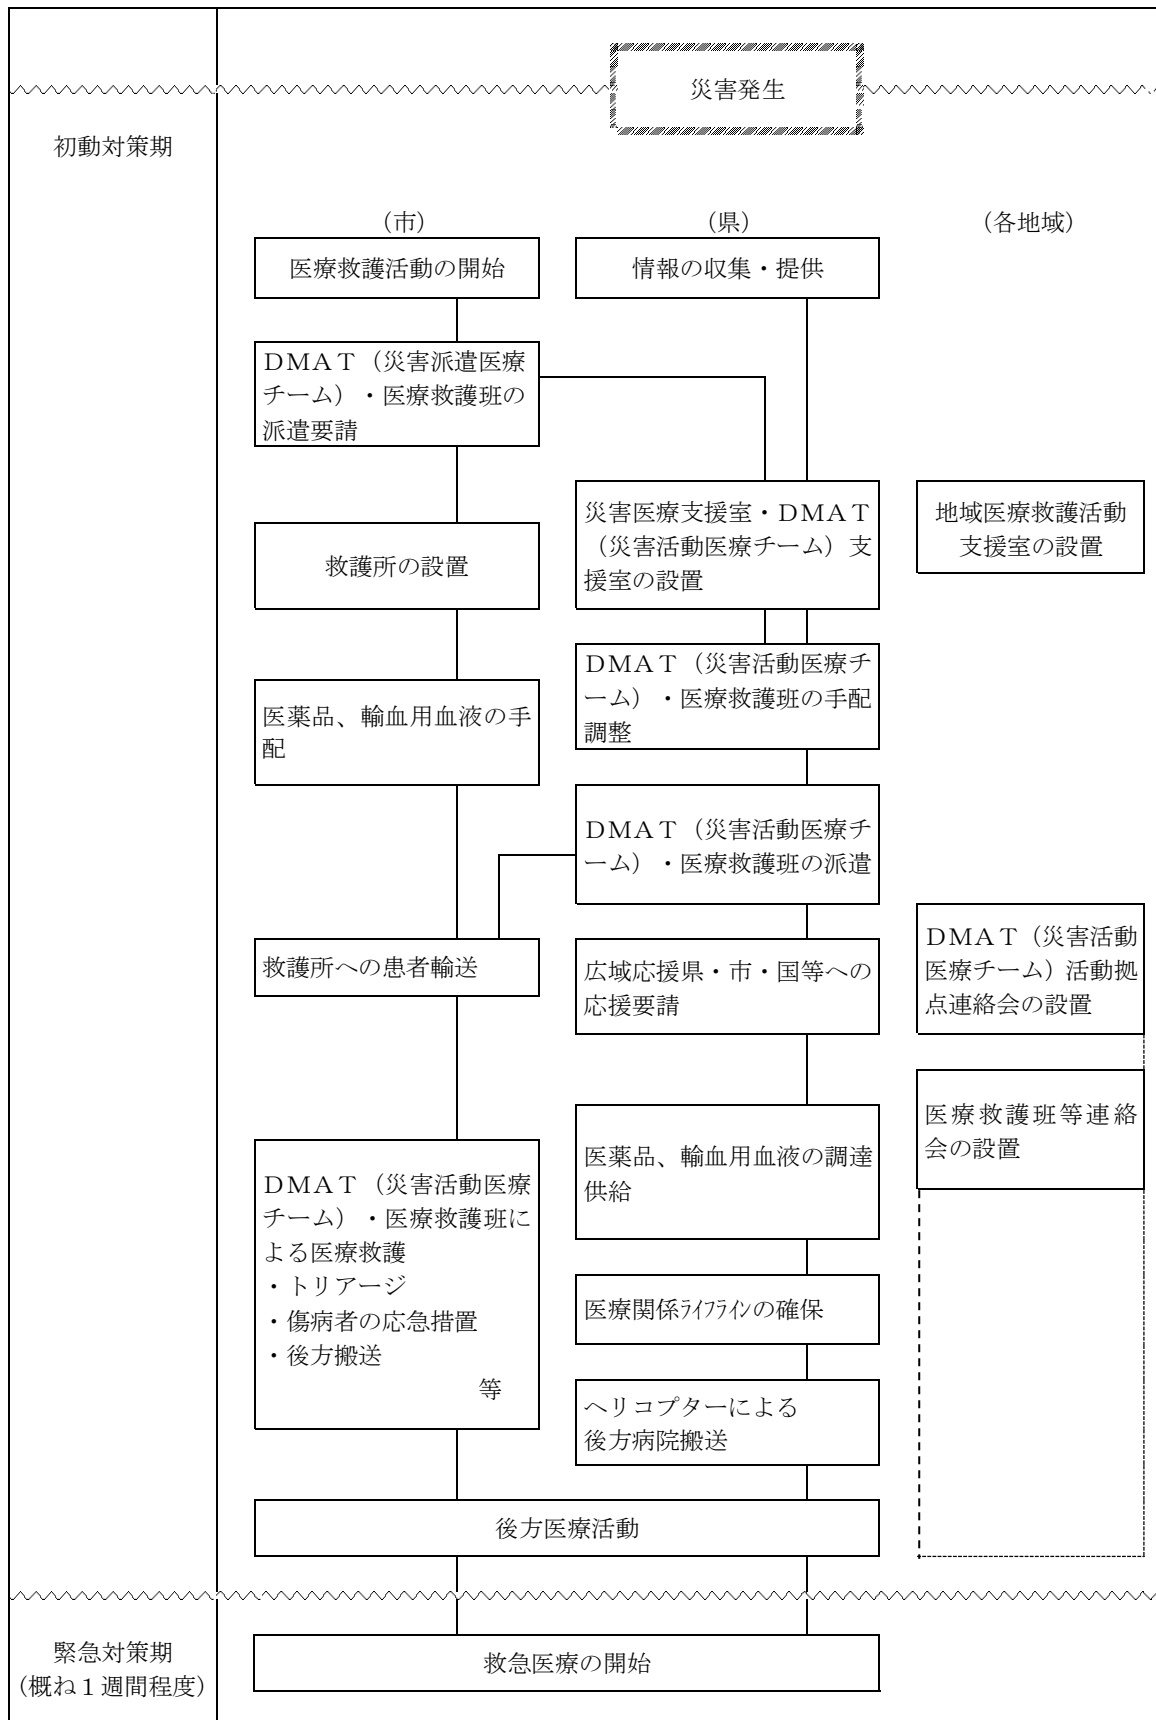 災害発生
初動対策期
(市)
医療救護活動の開始
DMAT(災害派遣医療
チーム)・医療救護班の
派遣要請
救護所の設置
医薬品、輸血用血液の手
配
救護所への患者輸送
DMAT(災害活動医療
チーム)・医療救護班に
よる医療救護
・トリアージ
・傷病者の応急措置
・後方搬送
等
(県)
情報の収集・提供
災害医療支援室・DMAT
(災害活動医療チーム)支
援室の設置
DMAT(災害活動医療チ
ーム)・医療救護班の手配
調整
DMAT(災害活動医療チ
ーム)・医療救護班の派遣
広域応援県・市・国等への
応援要請
医薬品、輸血用血液の調達
供給
医療関係ﾗｲﾌﾗｲﾝの確保
ヘリコプターによる
後方病院搬送
(各地域)
地域医療救護活動
支援室の設置
DMAT(災害活動
医療チーム)活動拠
点連絡会の設置
医療救護班等連絡
会の設置
後方医療活動
緊急対策期
(概ね1週間程度)
救急医療の開始